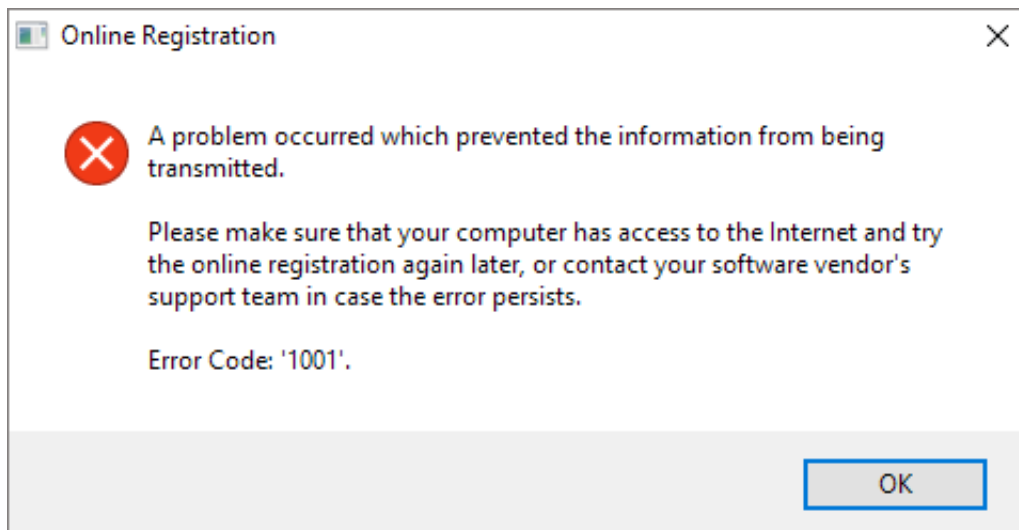 Online Registration
A problem occurred which prevented the information from being
transmitted.
Please make sure that your computer has access to the Internet and try
the online registration again later, or contact your software vendor's
support team in case the error persists.
Error Code: '1001'.
OK